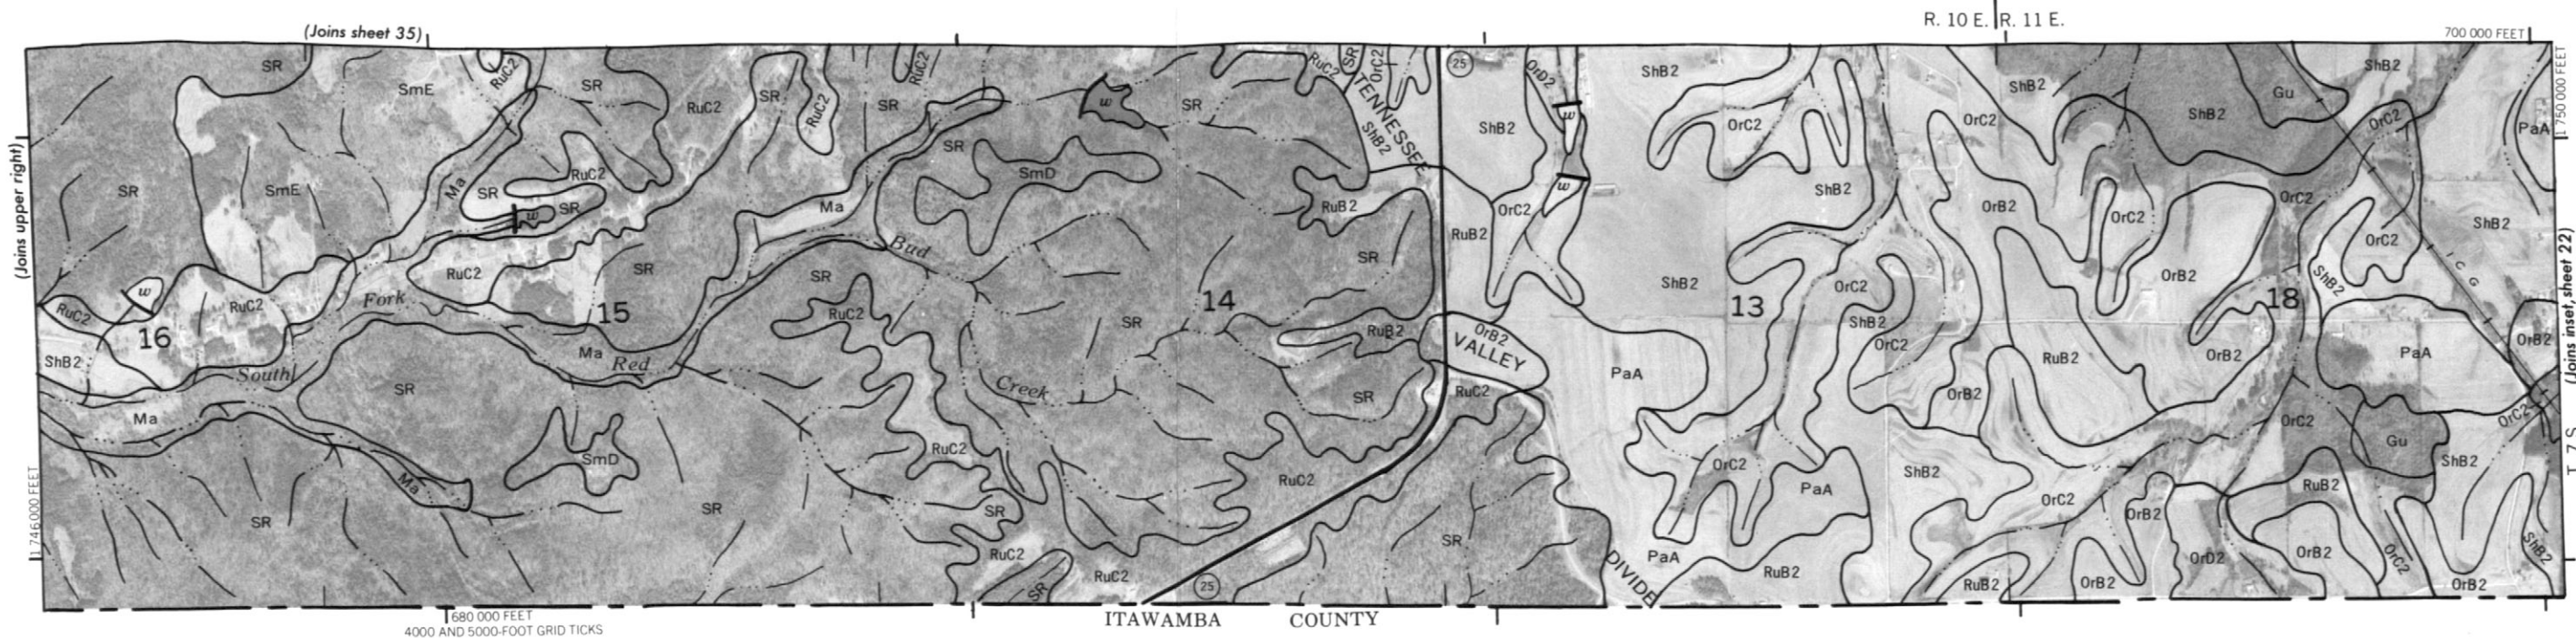 R. 10 E. R. 11 E.
(Joins sheet 35)
700 000 FEET
SR
SmE
RuC2
SR
RuC2
SR
RuC2
SR
RuC2
w
SR
RuC2
SR
OrC2
25
OrD2
w
ShB2
OrC2
ShB2
OrC2
ShB2
Gu
ShB2
OrC2
PaA
1 750 000 FEET
(Joins upper right)
SR
SmE
Ma
SR
RuC2
w
SR
SR
SmD
Ma
TENNESSEE
ShB2
ShB2
w
OrC2
ShB2
OrB2
OrC2
OrC2
OrB2
OrC2
ShB2
RuB2
RuB2
SR
Bud
SR
RuC2
SR
w
RuC2
RuC2
16
ShB2
Fork
15
RuC2
SR
14
ShB2
13
OrC2
ShB2
OrC2
18
ShB2
I C G
OrB2
(Joins inset, sheet 22)
South
Ma
Red
Creek
RuB2
OrB2
VALLEY
RuC2
PaA
OrB2
RuB2
OrB2
PaA
OrC2
Ma
SR
SR
SmD
RuC2
OrC2
Gu
T. 7 S.
1 746 000 FEET
SR
Ma
SR
SR
RuC2
SR
OrC2
PaA
ShB2
OrC2
OrB2
RuB2
ShB2
RuC2
SR
RuC2
25
DIVIDE
PaA
RuB2
RuB2
OrB2
OrD2
OrB2
OrC2
OrB2
ShB2
680 000 FEET
4000 AND 5000-FOOT GRID TICKS
ITAWAMBA COUNTY